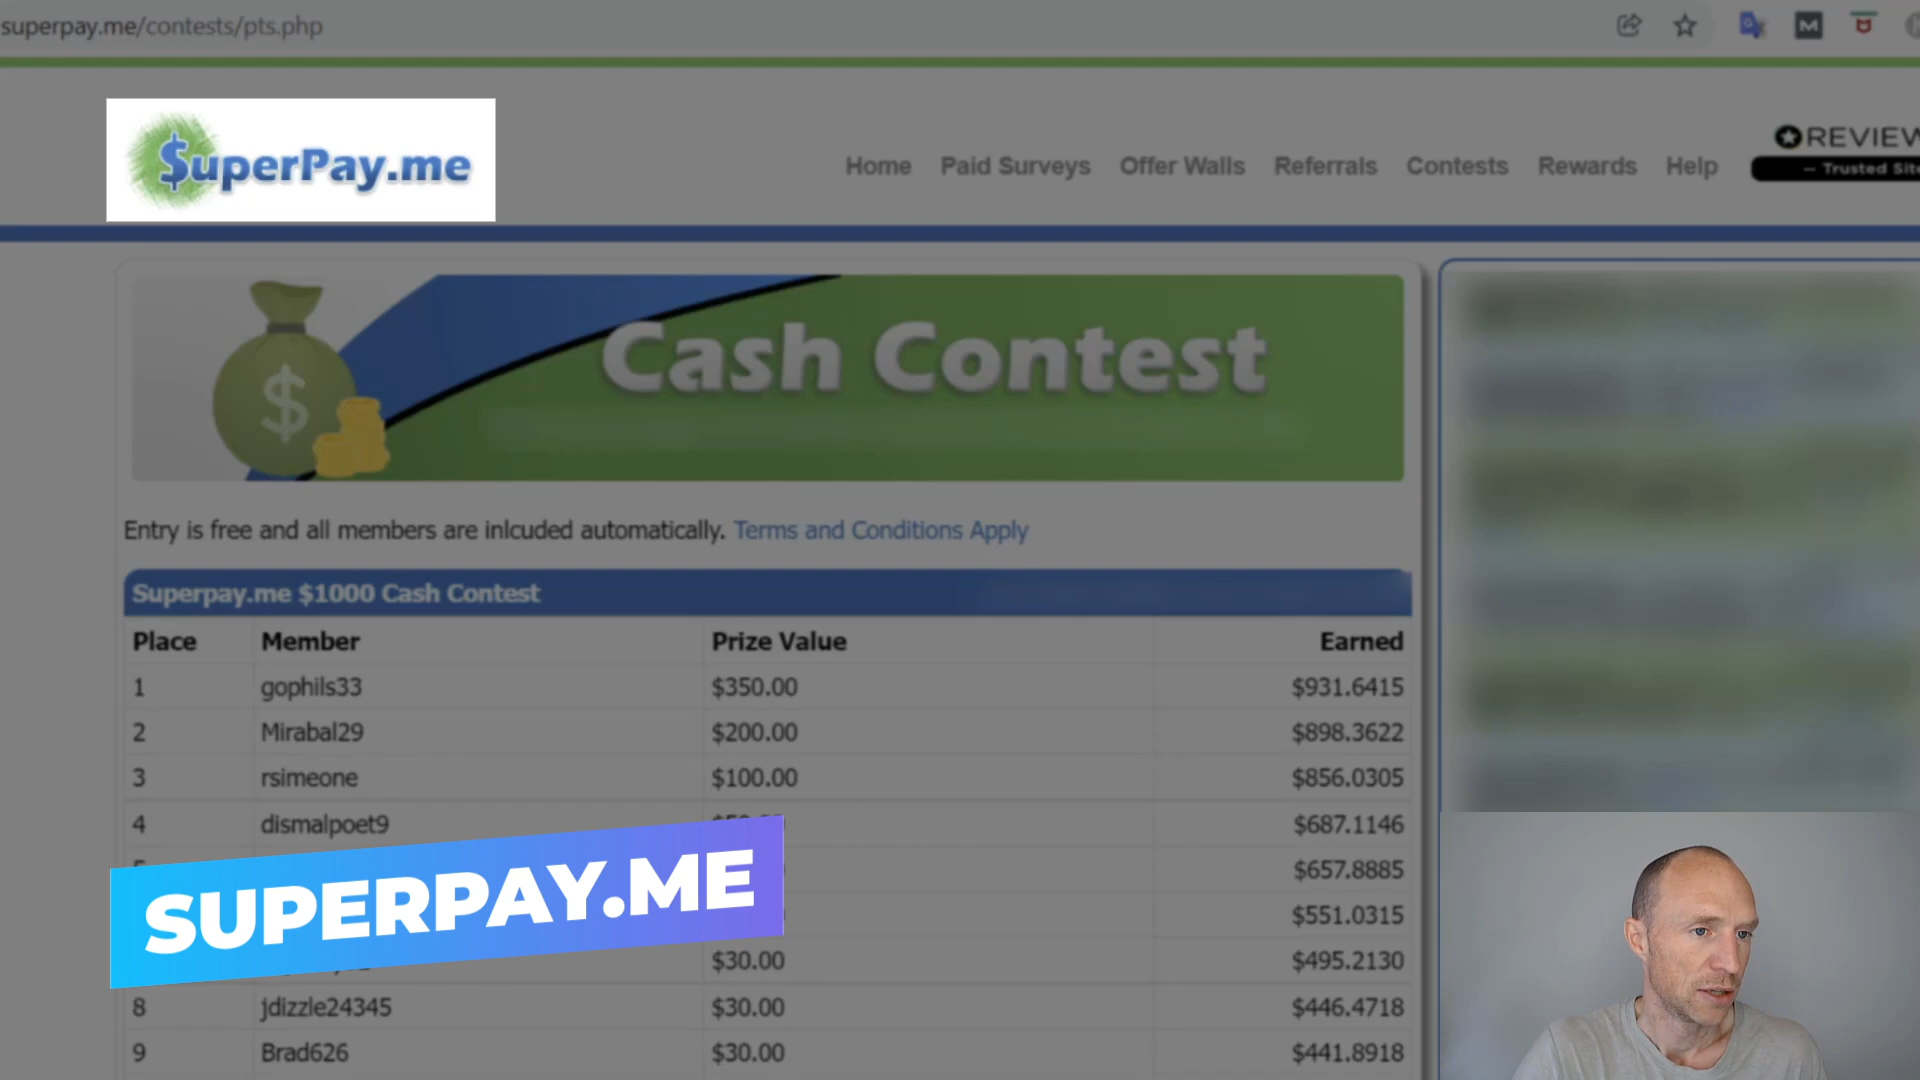 superpay.me/contests/pts.php
$uperPay.me
Home Paid Surveys Offer Walls Referrals Contests Rewards Help
REVIEW
Trusted Site
Cash Contest
Entry is free and all members are inlcuded automatically. Terms and Conditions Apply
Superpay.me $1000 Cash Contest
Place Member Prize Value Earned
1 gophils33 $350.00 $931.6415
2 Mirabal29 $200.00 $898.3622
3 rsimeone $100.00 $856.0305
4 dismalpoet9 $687.1146
$657.8885
$551.0315
SUPERPAY.ME
$30.00 $495.2130
8 jdizzle24345 $30.00 $446.4718
9 Brad626 $30.00 $441.8918